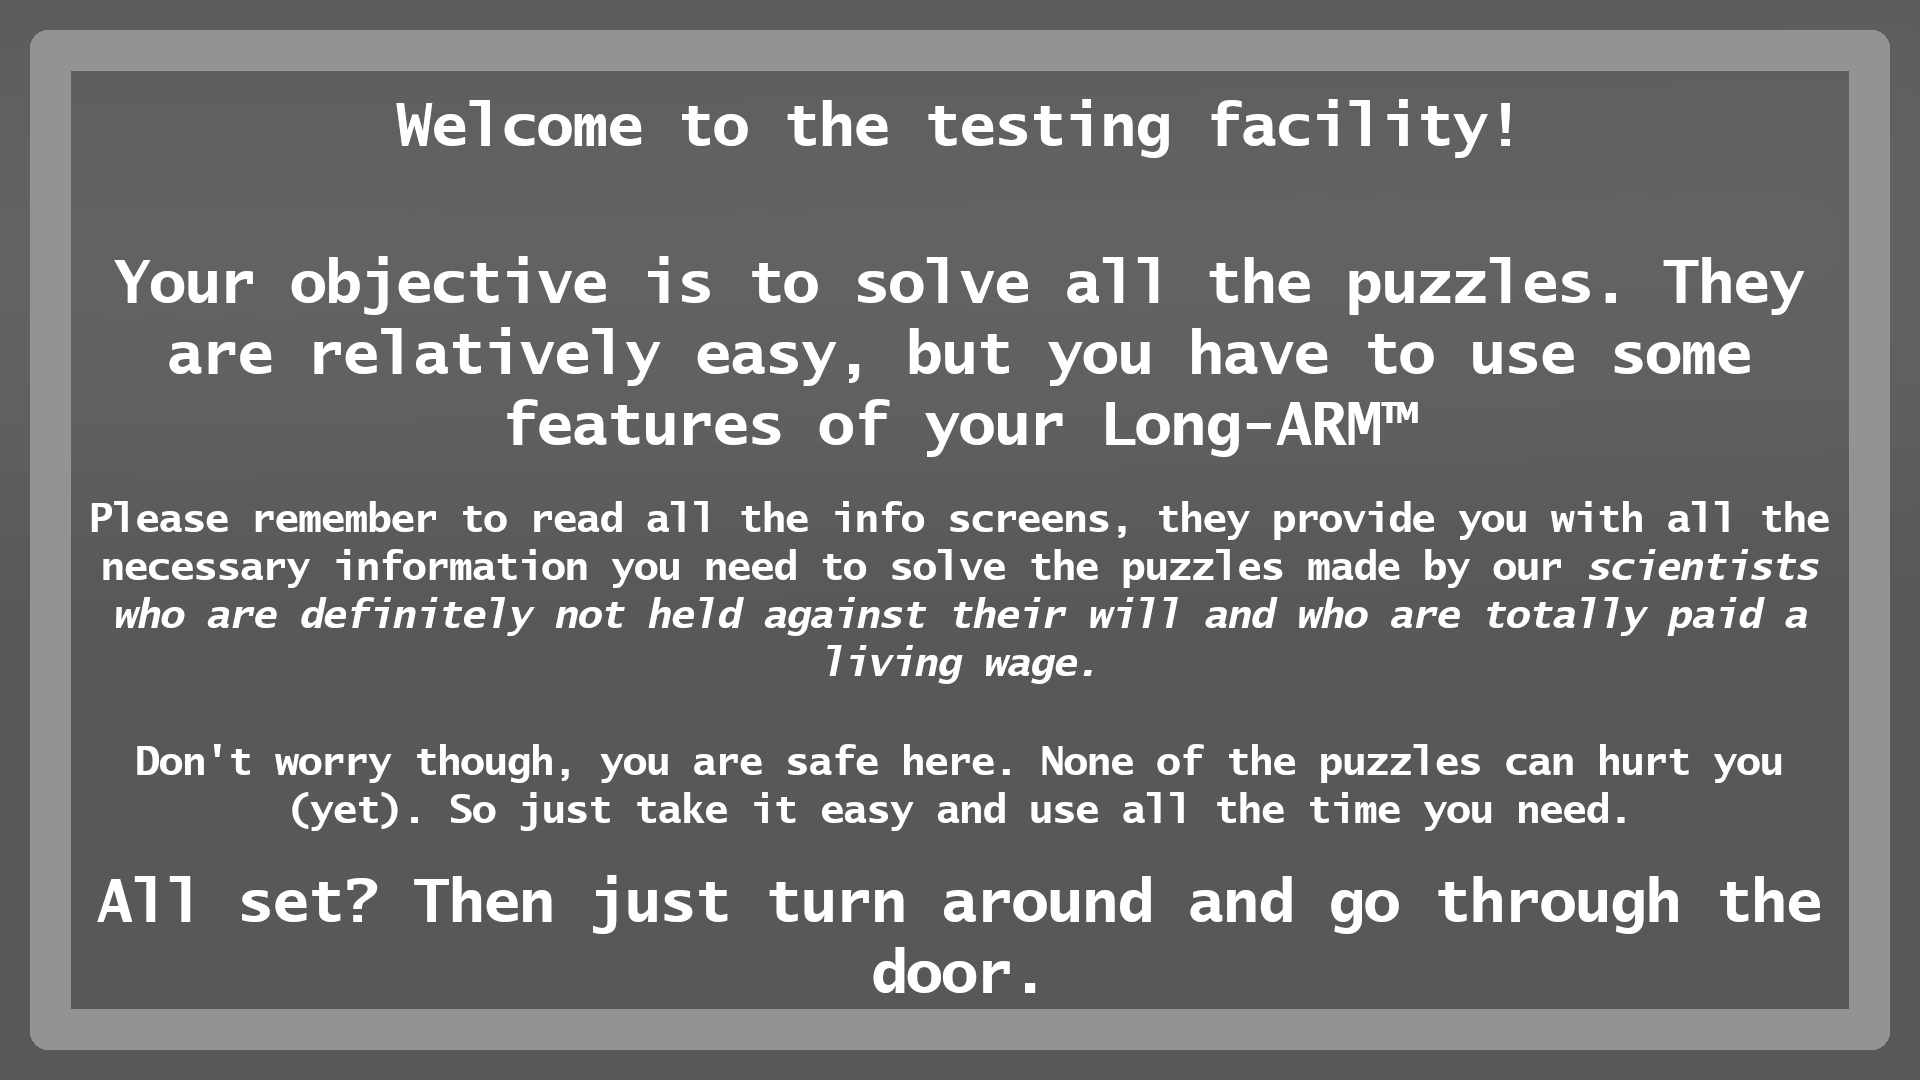 Welcome to the testing facility!
Your objective is to solve all the puzzles. They
are relatively easy, but you have to use some
features of your Long-ARM™
Please remember to read all the info screens, they provide you with all the
necessary information you need to solve the puzzles made by our scientists
who are definitely not held against their will and who are totally paid a
living wage.
Don't worry though, you are safe here. None of the puzzles can hurt you
(yet). So just take it easy and use all the time you need.
All set? Then just turn around and go through the
door.